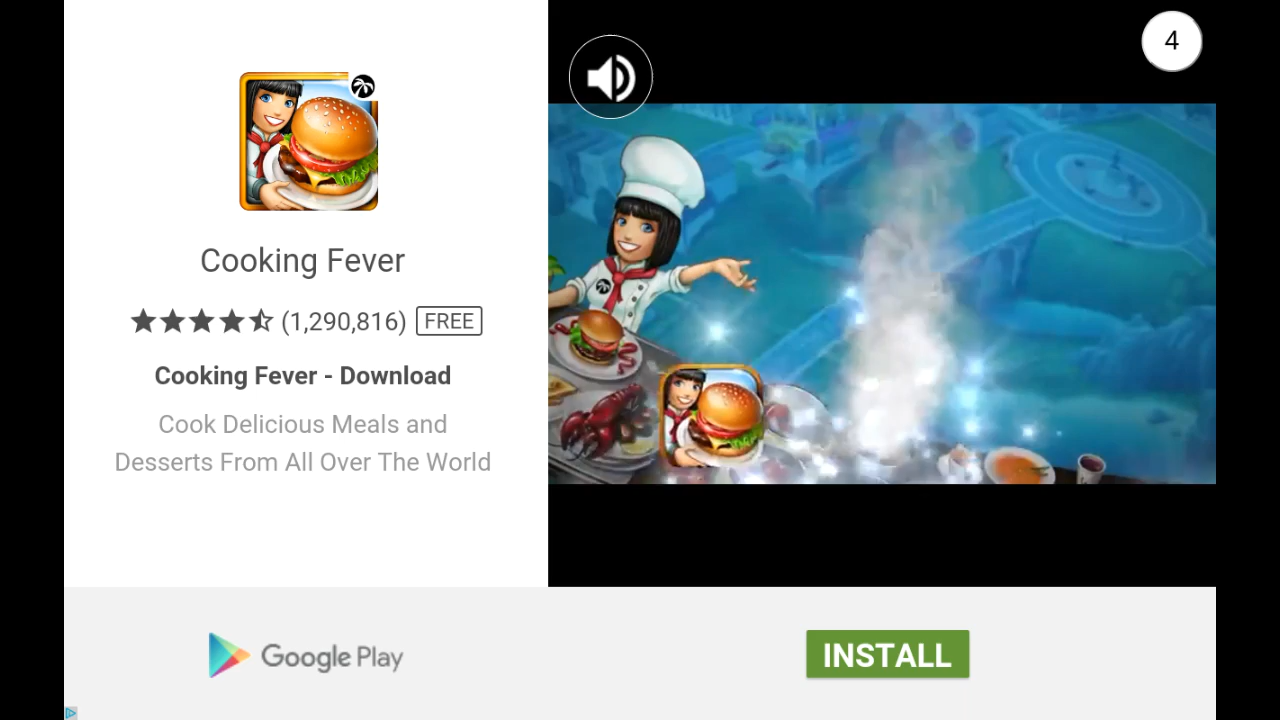 4
Cooking Fever
(1,290,816) FREE
Cooking Fever - Download
Cook Delicious Meals and
Desserts From All Over The World
Google Play
INSTALL